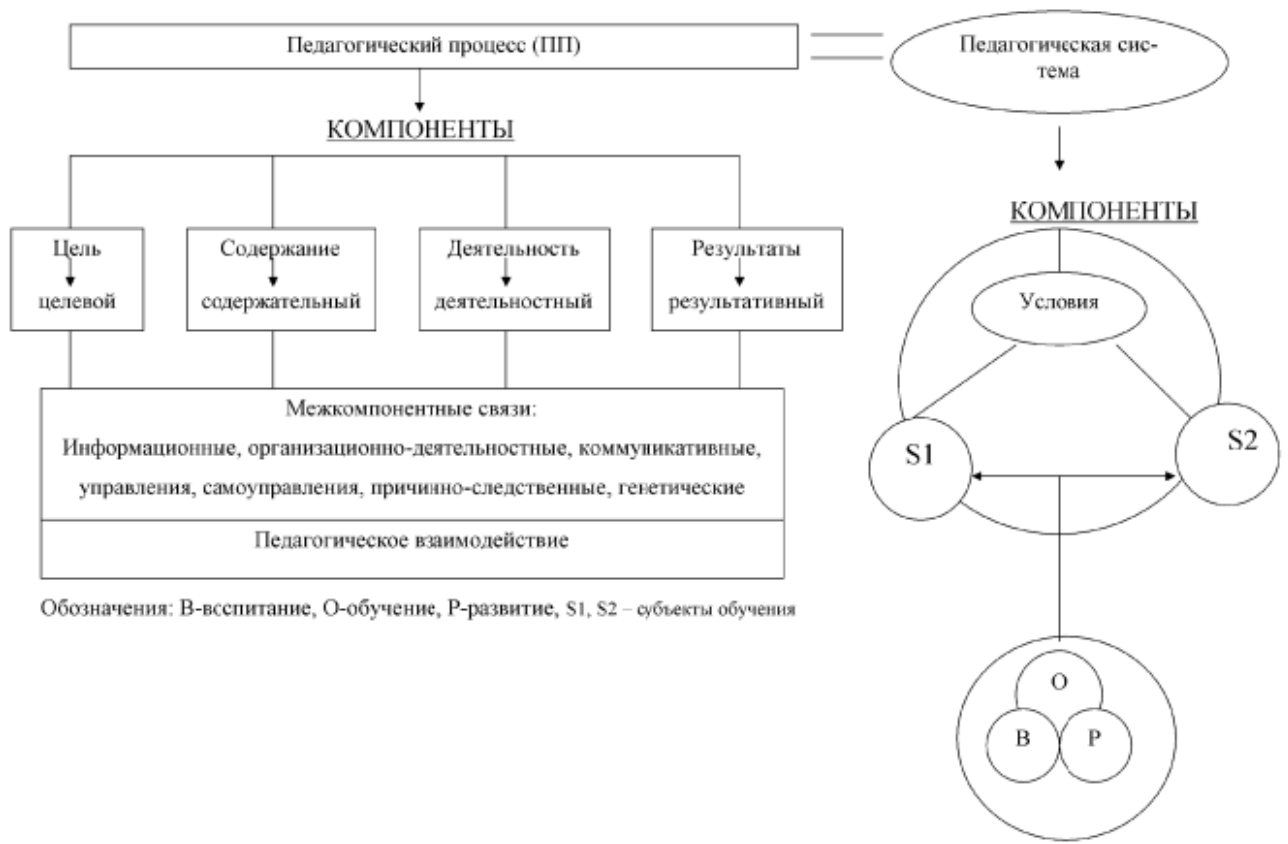 Педагогический процесс (ПП)
Педагогическая сис-
тема
КОМПОНЕНТЫ
КОМПОНЕНТЫ
Цель
целевой
Содержание
содержательный
Деятельность
деятельностный
Результаты
результативный
Условия
S1
S2
Межкомпонентные связи:
Информационные, организационно-деятельностные, коммуникативные,
управления, самоуправления, причинно-следственные, генетические
Педагогическое взаимодействие
Обозначения: В-всспитание, О-обучение, Р-развитие, S1, S2 – субъекты обучения
О
В
Р